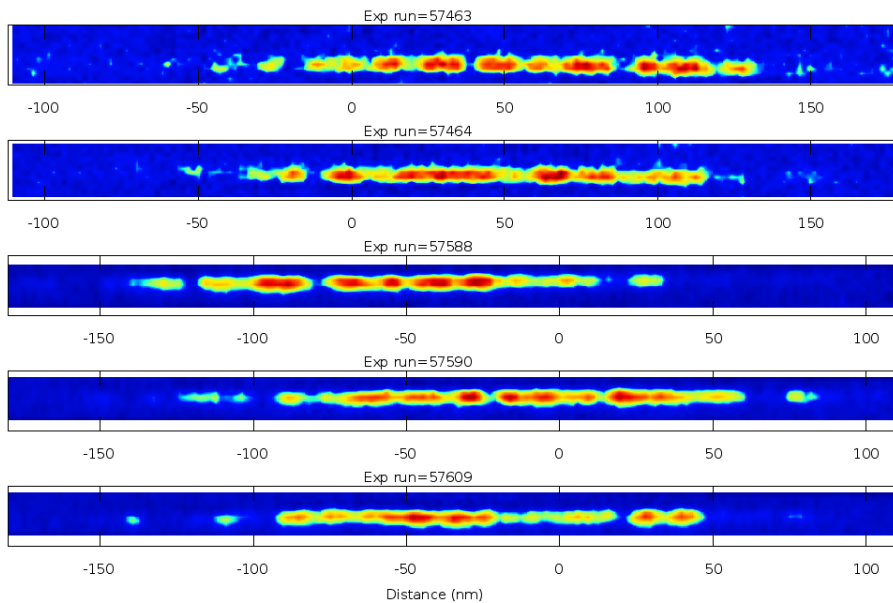 Exp run=57463
-100 -50 0 50 100 150
Exp run=57464
-100 -50 0 50 100 150
Exp run=57588
-150 -100 -50 0 50 100
Exp run=57590
-150 -100 -50 0 50 100
Exp run=57609
-150 -100 -50 0 50 100
Distance (nm)